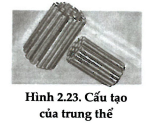 Hình 2.23. Cấu tạo
của trung thể